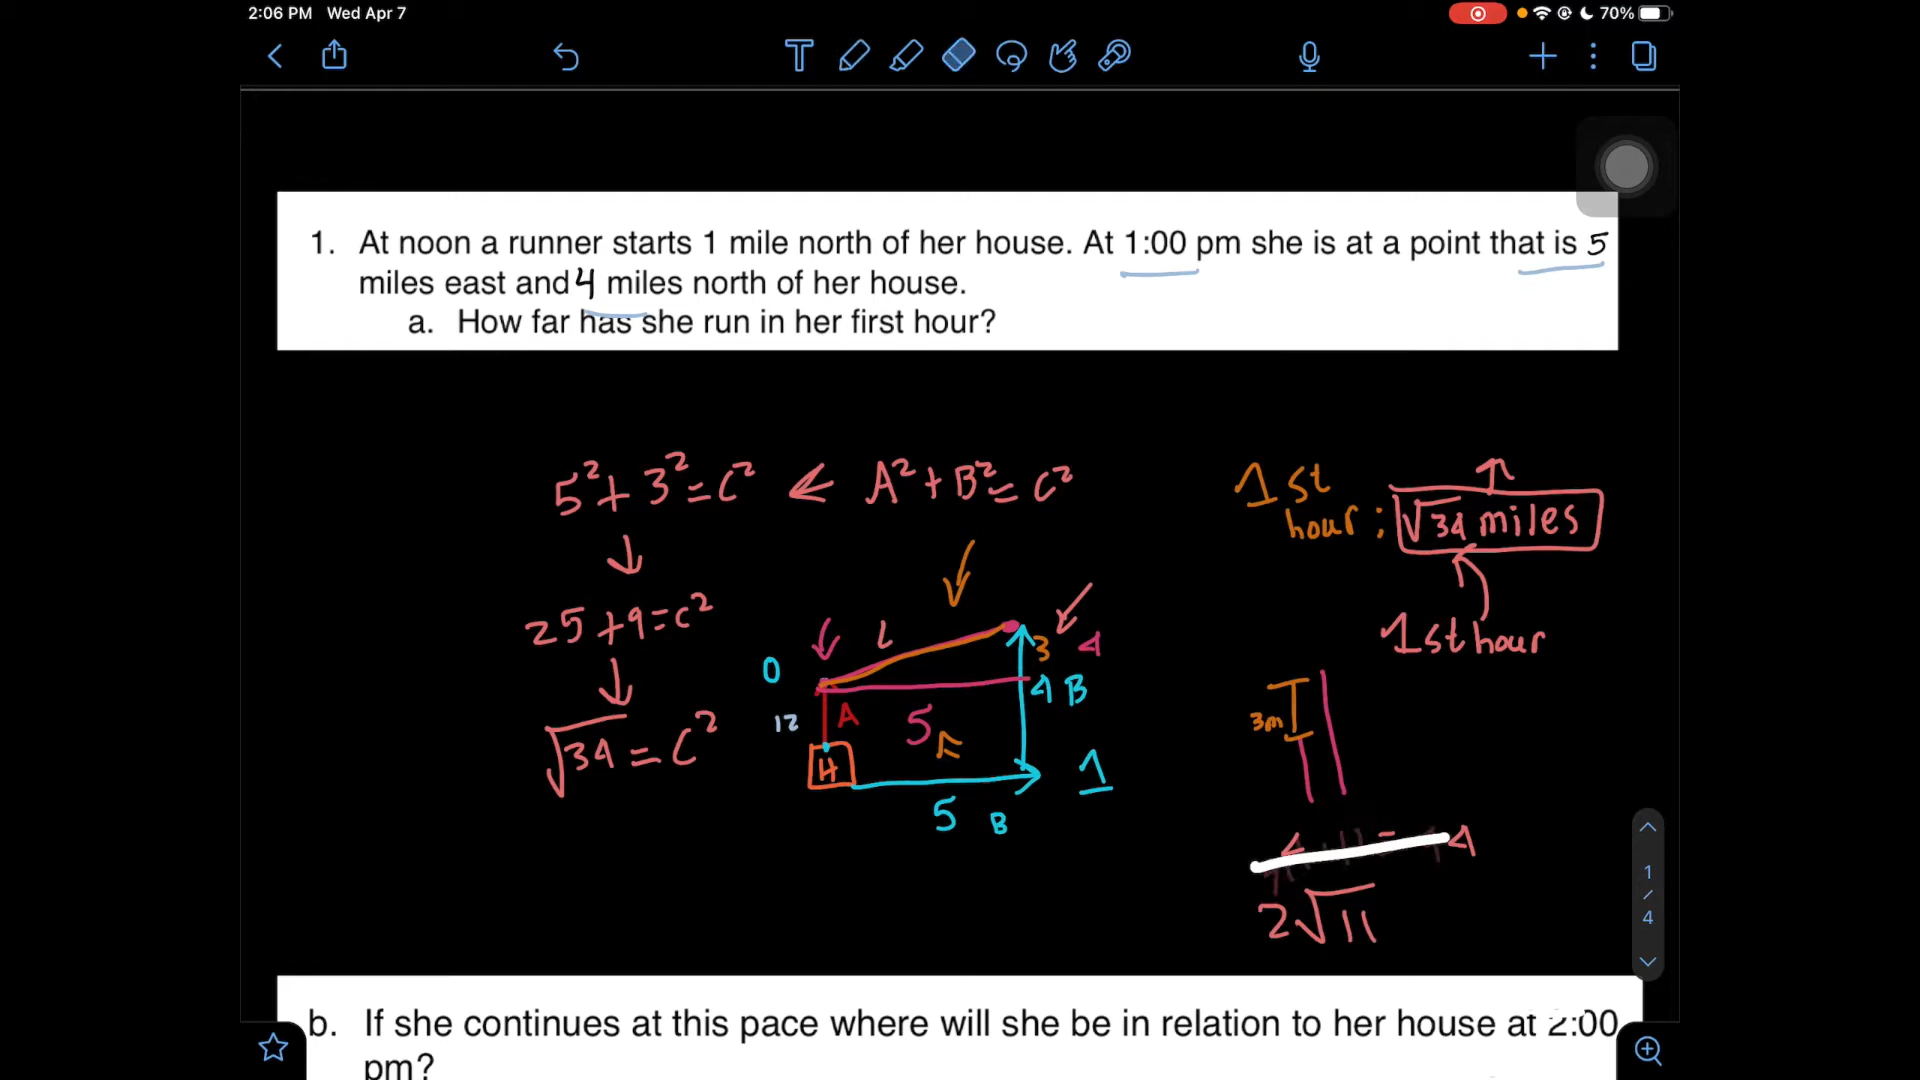 2:06 PM Wed Apr 7
70%
T
1. At noon a runner starts 1 mile north of her house. At 1:00 pm she is at a point that is 5
miles east and 4 miles north of her house.
a. How far has she run in her first hour?
5²+3²=C² < A²+B²=C²
1st
hour: √34 miles
25+9=C²
1st hour
L
3 4
0
4 B
12 A
5
3m
√34 = C²
H
1
5 B
4
2√11
1
/
4
b. If she continues at this pace where will she be in relation to her house at 2:00
pm?